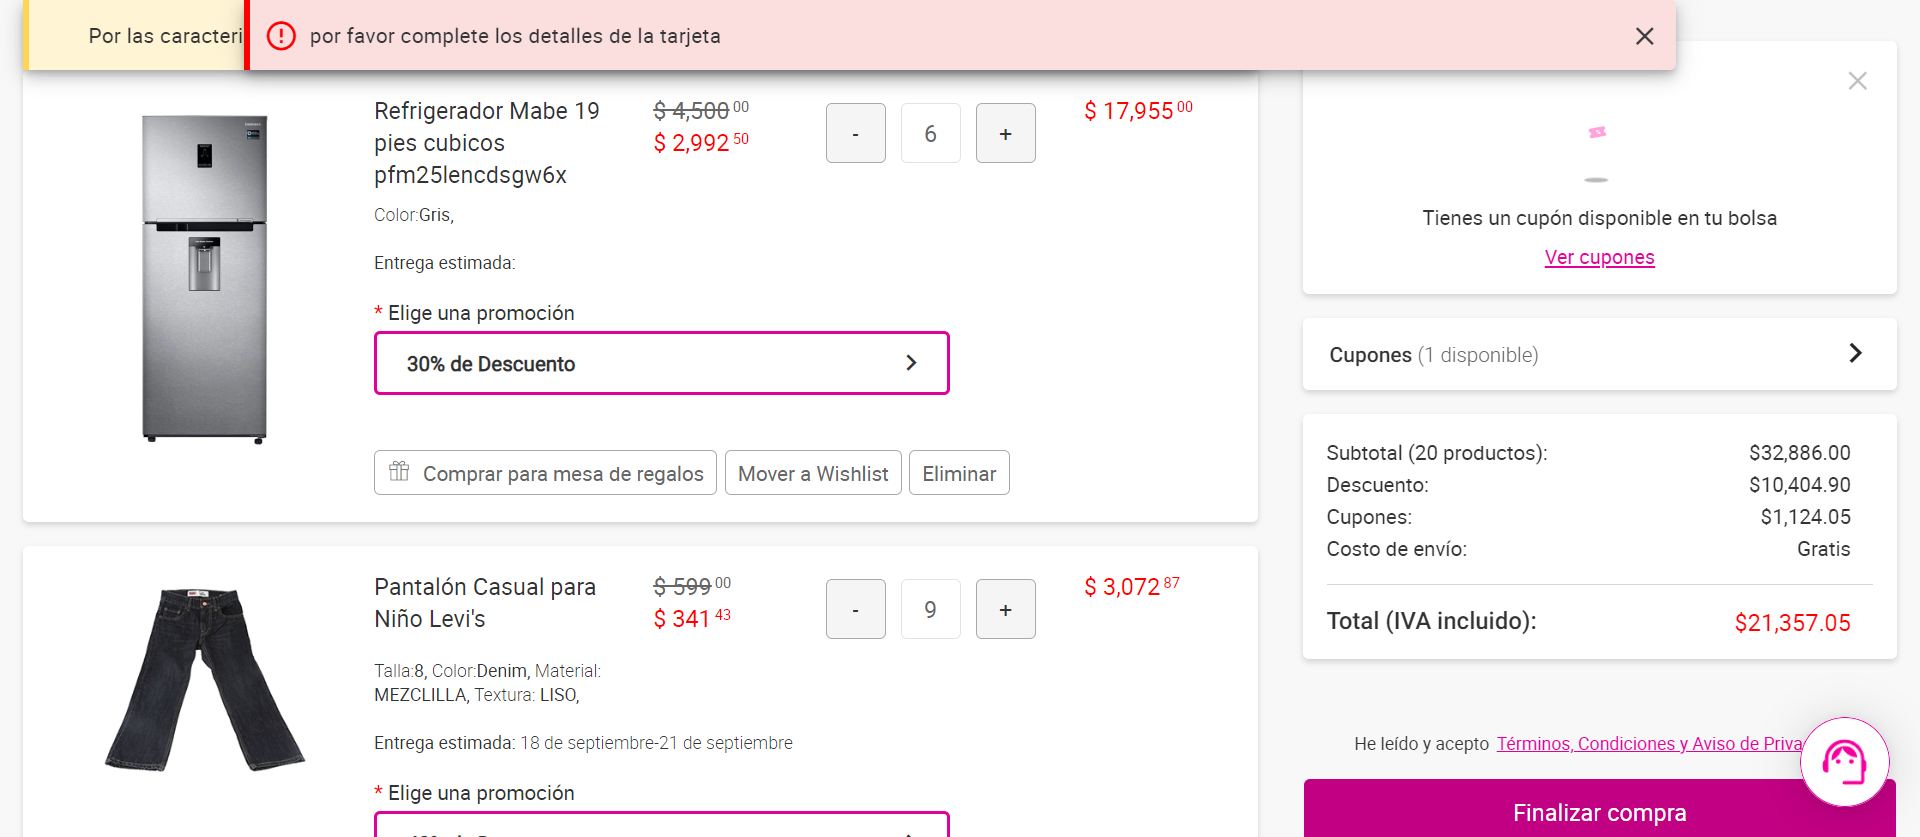 Por las caracteri
por favor complete los detalles de la tarjeta
Refrigerador Mabe 19
pies cubicos
pfm25lencdsgw6x
$ 4,500 00
$ 2,992 50
-
6
+
$ 17,955 00
Color:Gris,
Entrega estimada:
* Elige una promoción
30% de Descuento
Comprar para mesa de regalos
Mover a Wishlist
Eliminar
Pantalón Casual para
Niño Levi's
$ 599 00
$ 341 43
-
9
+
$ 3,072 87
Talla:8, Color:Denim, Material:
MEZCLILLA, Textura: LISO,
Entrega estimada: 18 de septiembre-21 de septiembre
* Elige una promoción
Tienes un cupón disponible en tu bolsa
Ver cupones
Cupones (1 disponible)
Subtotal (20 productos): $32,886.00
Descuento: $10,404.90
Cupones: $1,124.05
Costo de envío: Gratis
Total (IVA incluido): $21,357.05
He leído y acepto Términos, Condiciones y Aviso de Priva
Finalizar compra